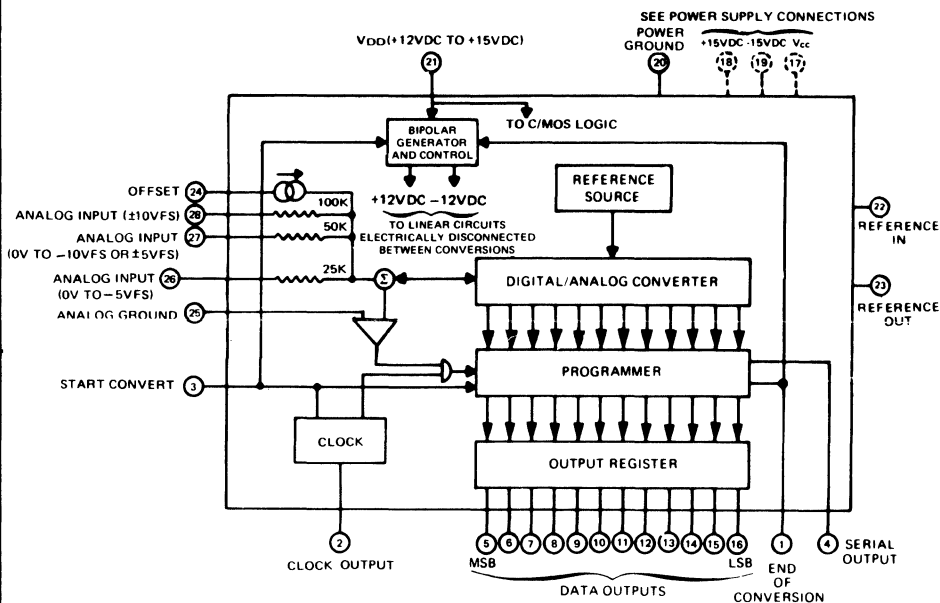 SEE POWER SUPPLY CONNECTIONS
POWER
GROUND
+15VDC -15VDC Vcc
VDD (+12VDC TO +15VDC)
21
20
18
19
17
TO C/MOS LOGIC
BIPOLAR
GENERATOR
AND CONTROL
REFERENCE
SOURCE
+12VDC -12VDC
TO LINEAR CIRCUITS
ELECTRICALLY DISCONNECTED
BETWEEN CONVERSIONS
OFFSET
24
100K
ANALOG INPUT (±10VFS)
28
50K
ANALOG INPUT
27
(0V TO -10VFS OR ±5VFS)
25K
ANALOG INPUT
26
(0V TO -5VFS)
Σ
ANALOG GROUND
25
22
REFERENCE
IN
23
REFERENCE
OUT
DIGITAL/ANALOG CONVERTER
PROGRAMMER
START CONVERT
3
CLOCK
OUTPUT REGISTER
2
CLOCK OUTPUT
5
6
7
8
9
10
11
12
13
14
15
16
1
4
SERIAL
OUTPUT
MSB
LSB
DATA OUTPUTS
END
OF
CONVERSION